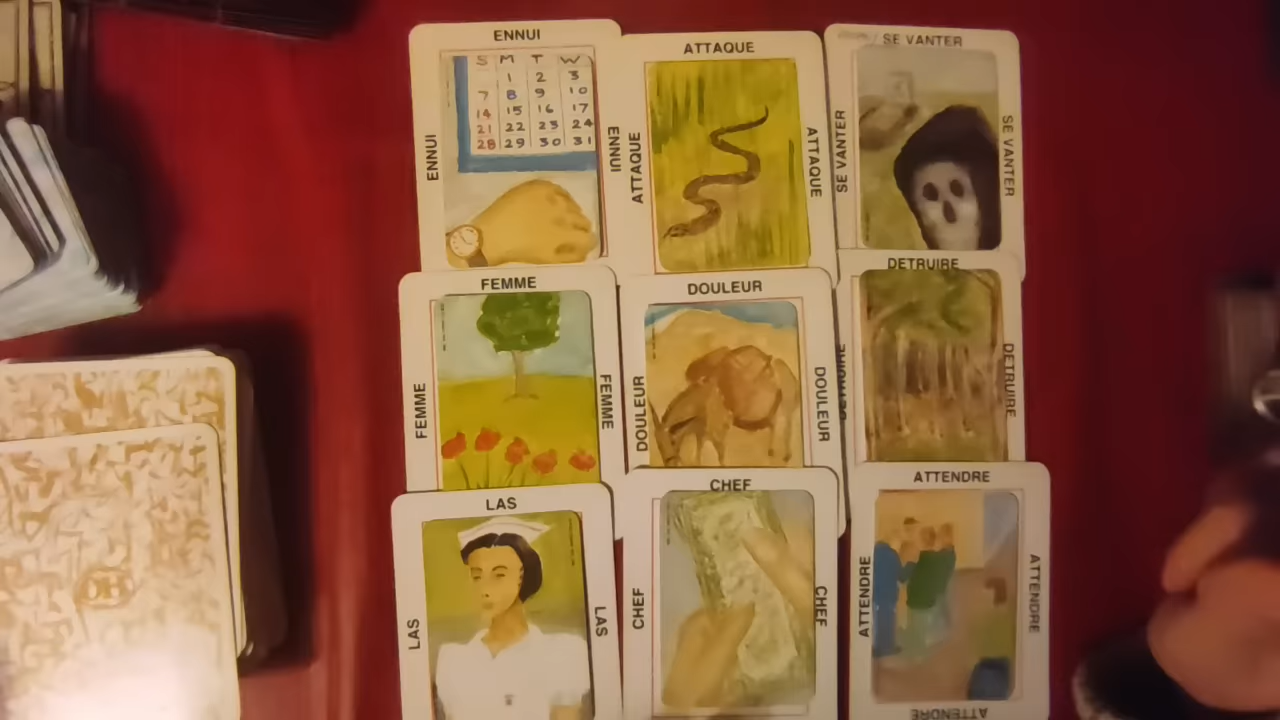 ENNUI
ENNUI
ENNUI
S M T W
1 2 3
7 8 9 10
14 15 16 17
21 22 23 24
28 29 30 31
ATTAQUE
ATTAQUE
ATTAQUE
SE VANTER
SE VANTER
SE VANTER
FEMME
FEMME
FEMME
DOULEUR
DOULEUR
DOULEUR
DETRUIRE
DETRUIRE
LAS
LAS
LAS
CHEF
CHEF
CHEF
ATTENDRE
ATTENDRE
ATTENDRE
ATTENDRE
OH